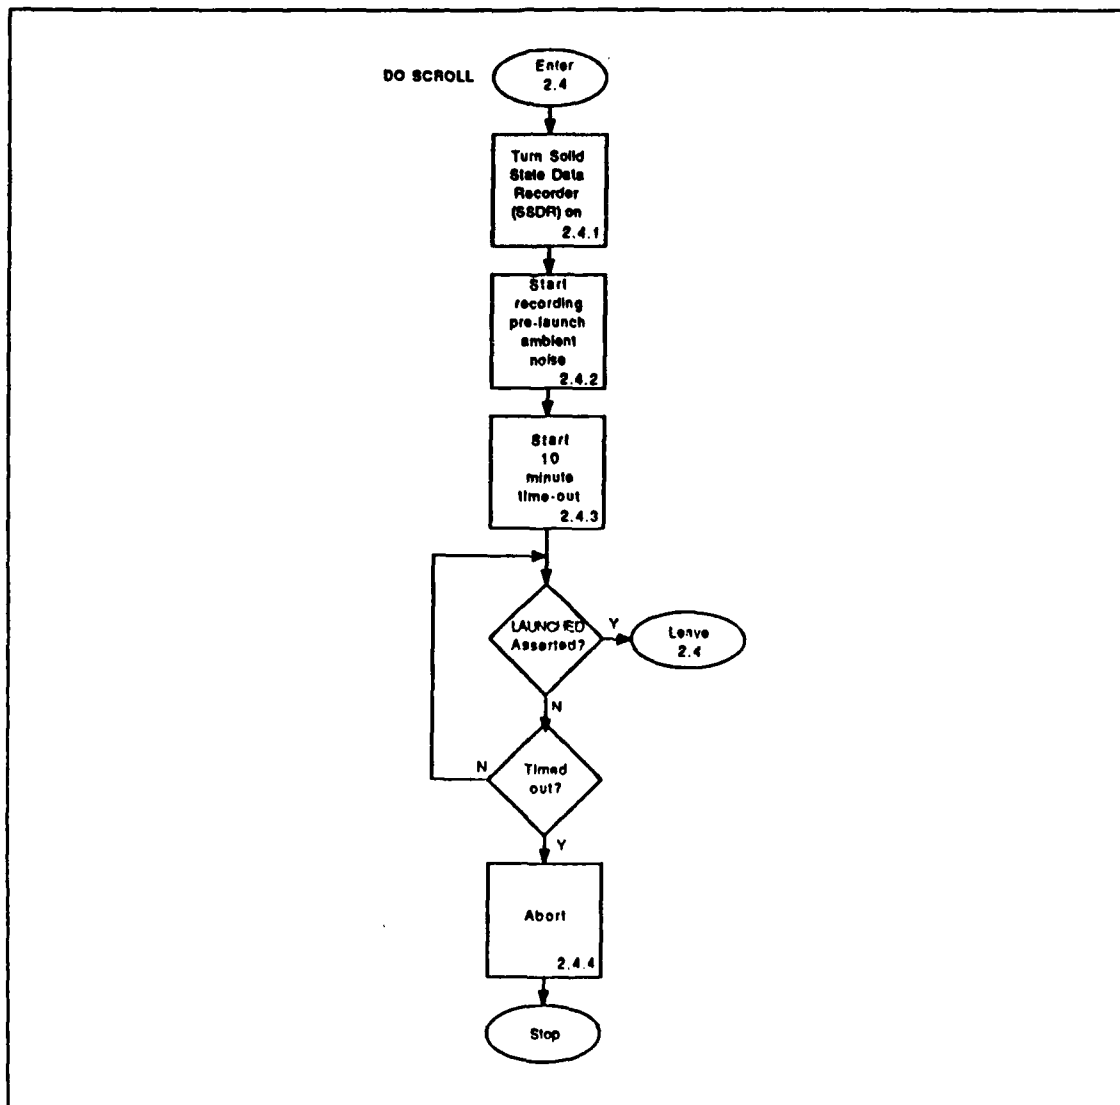 DO SCROLL
Enter
2.4
Turn Solid
State Data
Recorder
(SSDR) on
2.4.1
Start
recording
pre-launch
ambient
noise
2.4.2
Start
10
minute
time-out
2.4.3
LAUNCHED
Asserted?
Y
Leave
2.4
N
Timed
out?
N
Y
Abort
2.4.4
Stop